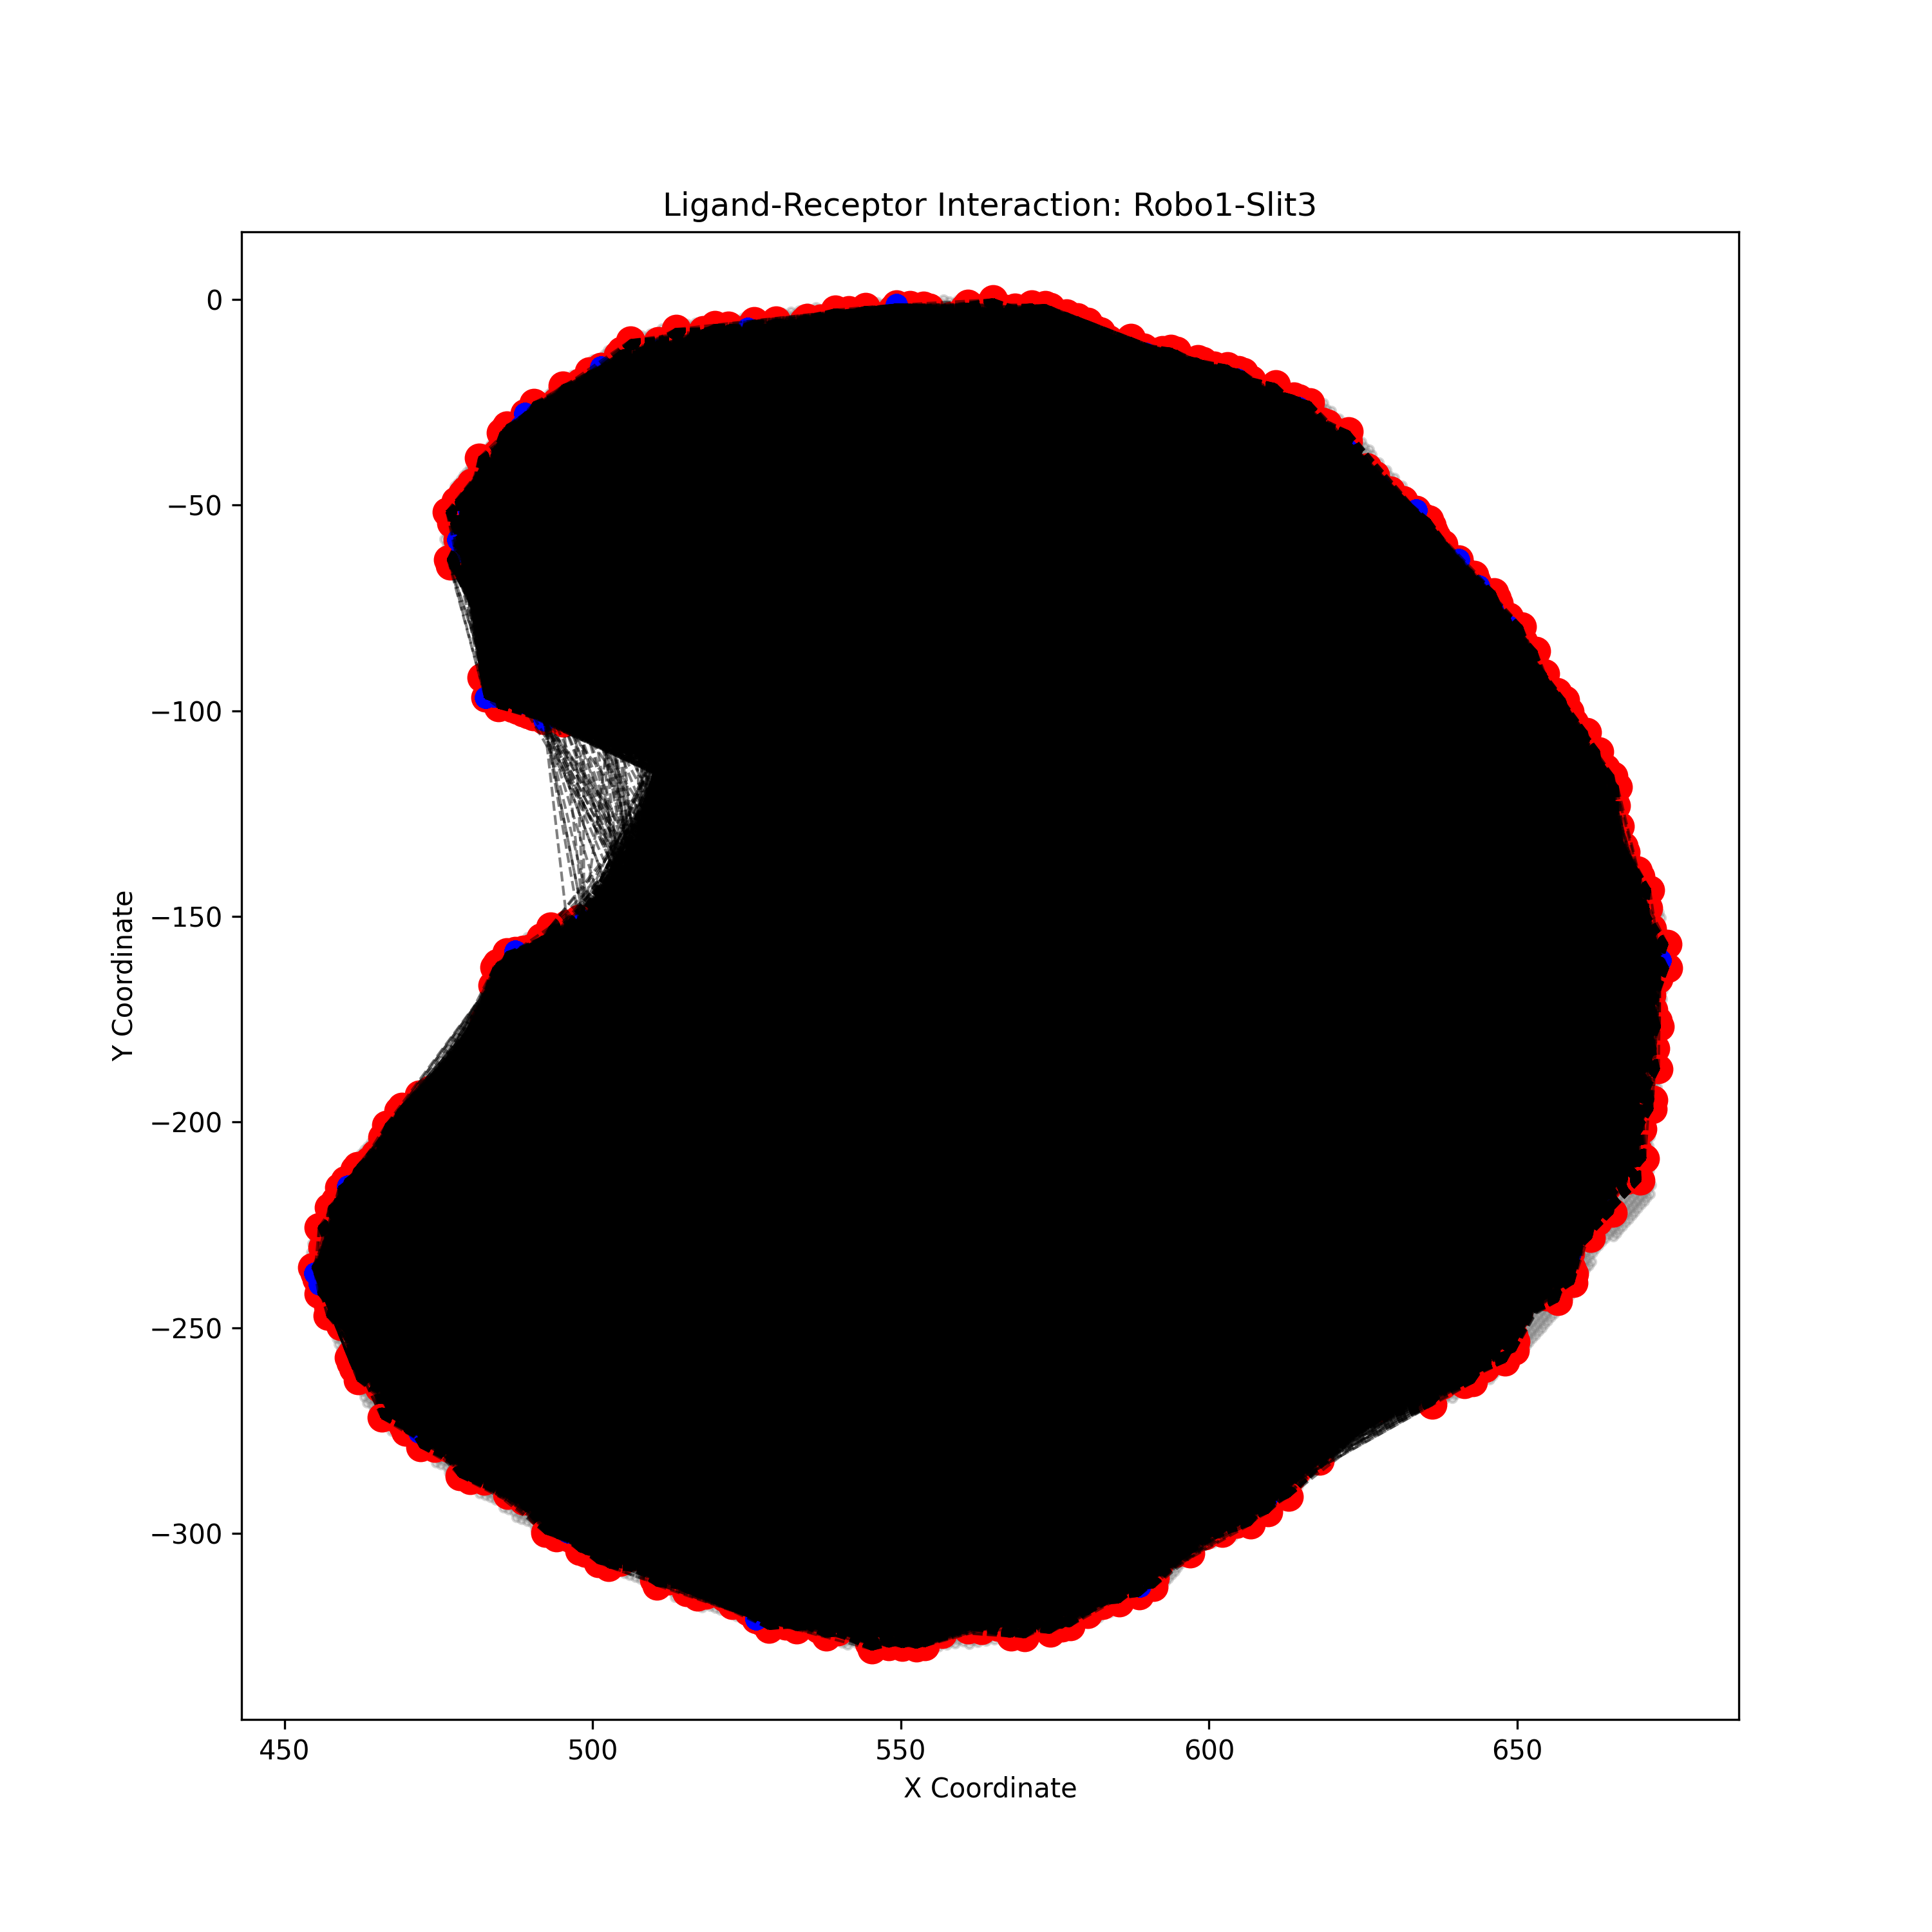 Ligand-Receptor Interaction: Robo1-Slit3
0
−50
−100
−150
−200
−250
−300
Y Coordinate
450 500 550 600 650
X Coordinate